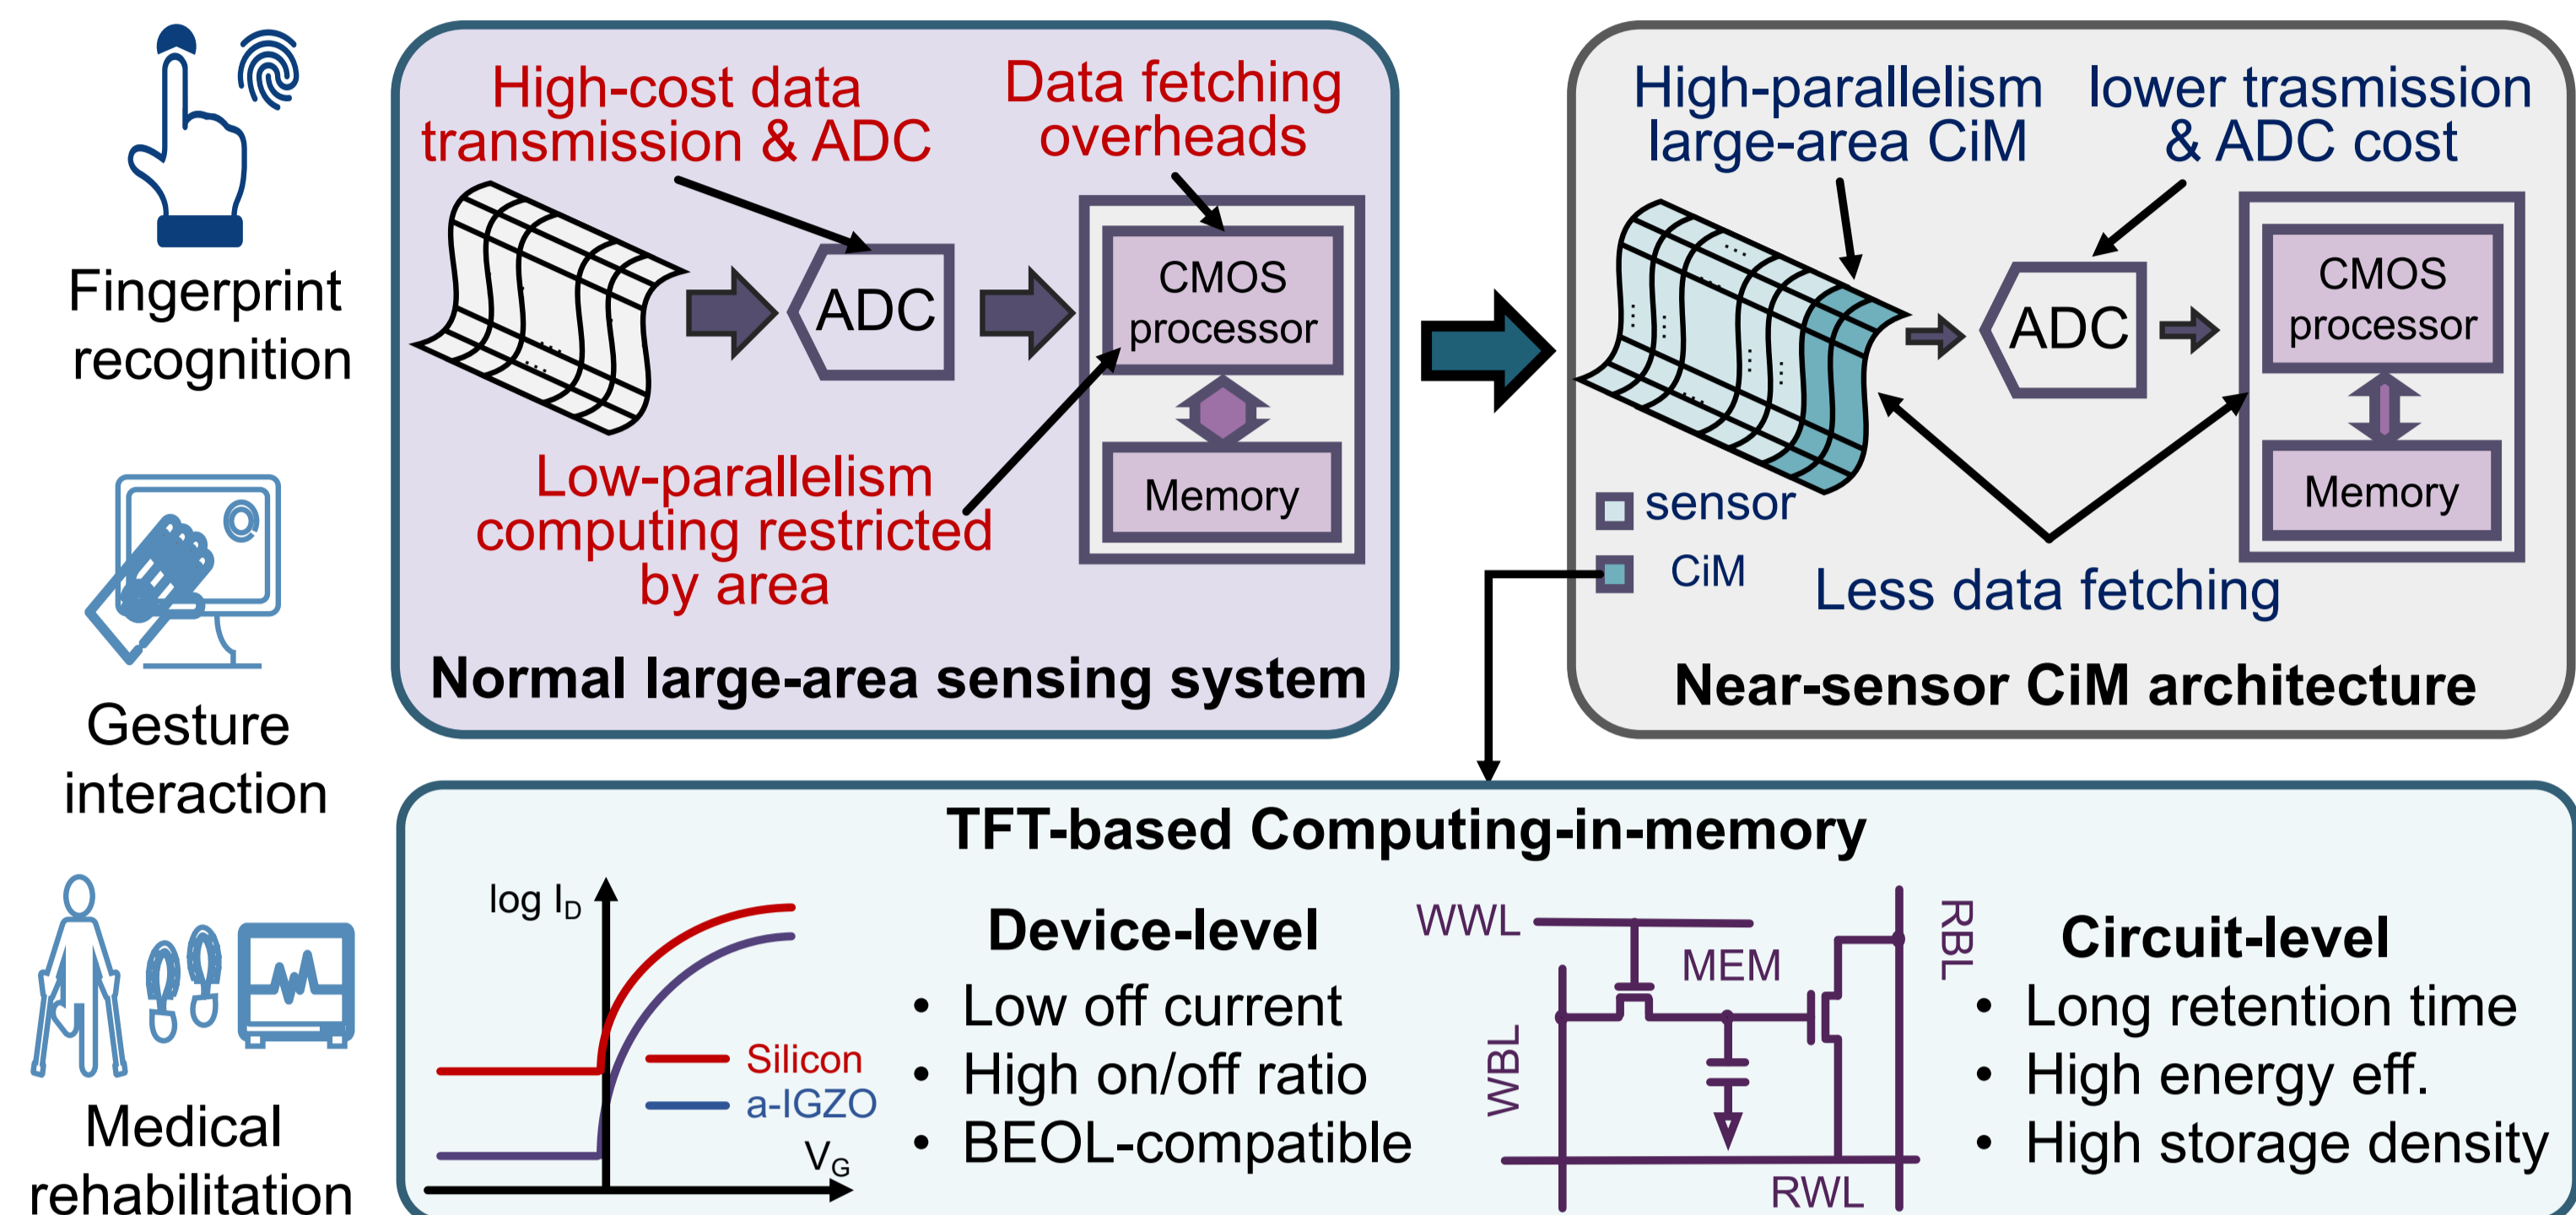 Fingerprint
recognition
Gesture
interaction
Medical
rehabilitation
High-cost data
transmission & ADC
Data fetching
overheads
ADC
CMOS
processor
Memory
Low-parallelism
computing restricted
by area
Normal large-area sensing system
High-parallelism
large-area CiM
lower trasmission
& ADC cost
ADC
CMOS
processor
Memory
sensor
CiM
Less data fetching
Near-sensor CiM architecture
TFT-based Computing-in-memory
log I_D
Silicon
a-IGZO
V_G
Device-level
• Low off current
• High on/off ratio
• BEOL-compatible
WWL
MEM
RBL
WBL
RWL
Circuit-level
• Long retention time
• High energy eff.
• High storage density